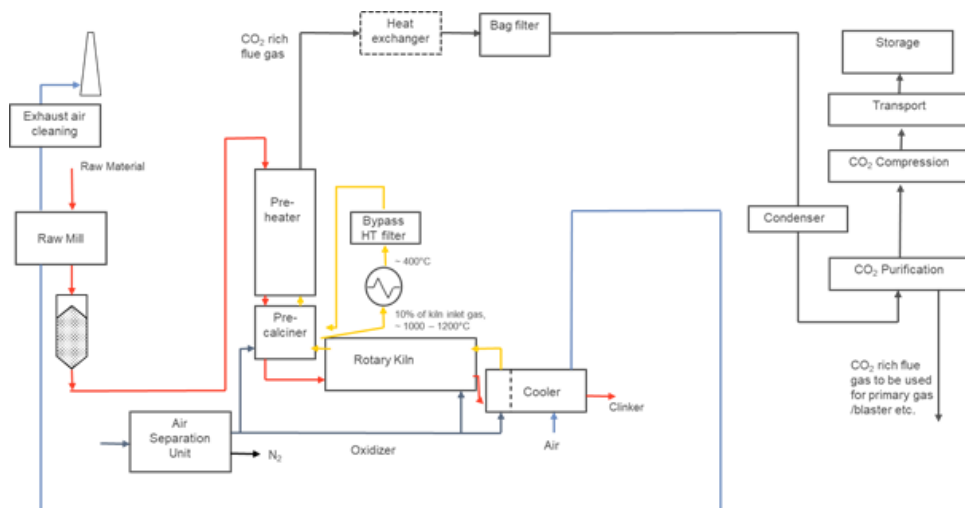 Heat
exchanger
Bag filter
CO₂ rich
flue gas
Storage
Transport
CO₂ Compression
Condenser
CO₂ Purification
CO₂ rich flue
gas to be used
for primary gas
/blaster etc.
Exhaust air
cleaning
Raw Material
Raw Mill
Pre-
heater
Bypass
HT filter
~ 400°C
10% of kiln inlet gas,
~ 1000 – 1200°C
Pre-
calciner
Rotary Kiln
Cooler
Clinker
Air
Air
Separation
Unit
N₂
Oxidizer